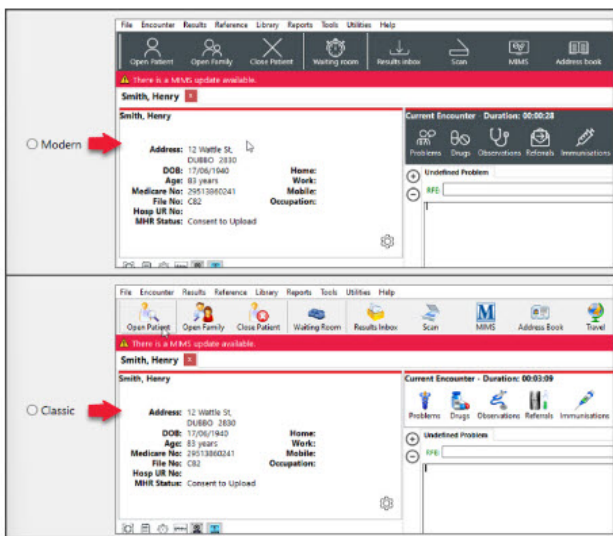 File Encounter Results Reference Library Reports Tools Utilities Help
Open Patient Open Family Close Patient Waiting room Results inbox Scan MIMS Address book
There is a MIMS update available.
Smith, Henry x
Smith, Henry
Current Encounter - Duration: 00:00:28
Modern
Problems Drugs Observations Referrals Immunisations
Address: 12 Wattle St,
DUBBO 2830
DOB: 17/06/1940 Home:
Age: 83 years Work:
Medicare No: 29513860241 Mobile:
File No: C82 Occupation:
Hosp UR No:
MHR Status: Consent to Upload
Undefined Problem
RFE:
File Encounter Results Reference Library Reports Tools Utilities Help
Open Patient Open Family Close Patient Waiting Room Results Inbox Scan MIMS Address Book Travel
There is a MIMS update available.
Smith, Henry x
Smith, Henry
Current Encounter - Duration: 00:03:09
Classic
Problems Drugs Observations Referrals Immunisations
Address: 12 Wattle St,
DUBBO 2830
DOB: 17/06/1940 Home:
Age: 83 years Work:
Medicare No: 29513860241 Mobile:
File No: C82 Occupation:
Hosp UR No:
MHR Status: Consent to Upload
Undefined Problem
RFE: